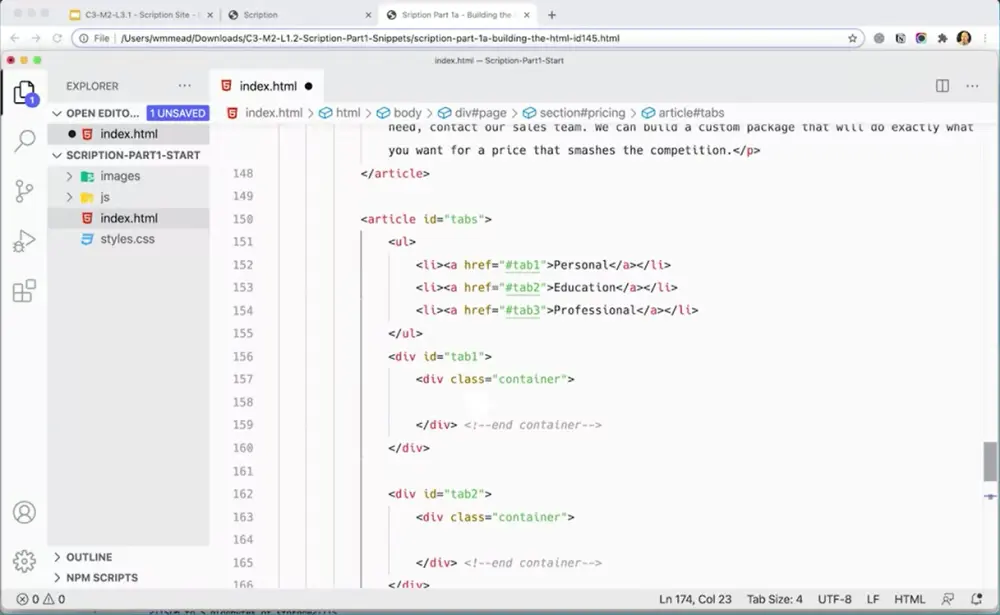 C3-M2-L3.1 - Scription Site -
Scription
Sription Part 1a - Building the
File /Users/wmmead/Downloads/C3-M2-L1.2-Scription-Part1-Snippets/scription-part-1a-building-the-html-id145.html
index.html — Scription-Part1-Start
EXPLORER
index.html
OPEN EDITO... 1 UNSAVED
index.html > html > body > div#page > section#pricing > article#tabs
index.html
SCRIPTION-PART1-START
images
js
index.html
styles.css
OUTLINE
NPM SCRIPTS
1
need, contact our sales team. We can build a custom package that will do exactly what
you want for a price that smashes the competition.</p>
148 </article>
149
150 <article id="tabs">
151 <ul>
152 <li><a href="#tab1">Personal</a></li>
153 <li><a href="#tab2">Education</a></li>
154 <li><a href="#tab3">Professional</a></li>
155 </ul>
156 <div id="tab1">
157 <div class="container">
158
159 </div> <!--end container-->
160 </div>
161
162 <div id="tab2">
163 <div class="container">
164
165 </div> <!--end container-->
166 </div>
0 0 Ln 174, Col 23 Tab Size: 4 UTF-8 LF HTML